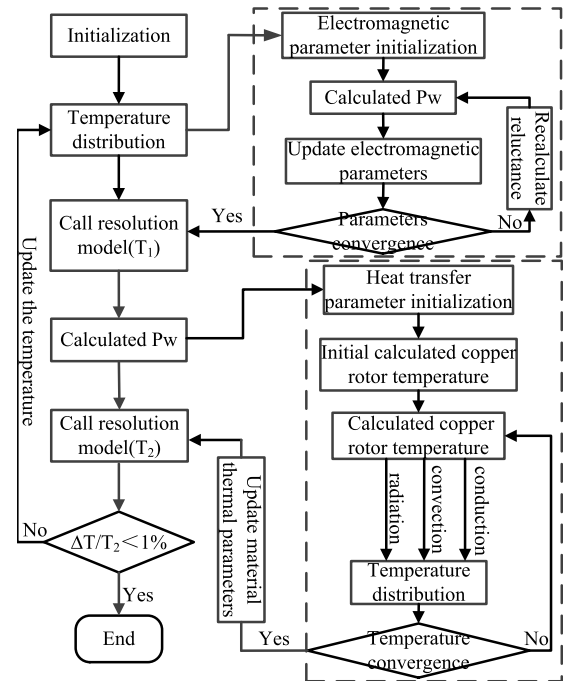 Initialization
Temperature
distribution
Call resolution
model(T₁)
Calculated Pw
Call resolution
model(T₂)
ΔT/T₂＜1%
Yes
End
No
Update the temperature
Electromagnetic
parameter initialization
Calculated Pw
Update electromagnetic
parameters
Parameters
convergence
Yes
No
Recalculate
reluctance
Heat transfer
parameter initialization
Initial calculated copper
rotor temperature
Calculated copper
rotor temperature
radiation
convection
conduction
Temperature
distribution
Temperature
convergence
Yes
No
Update material
thermal parameters